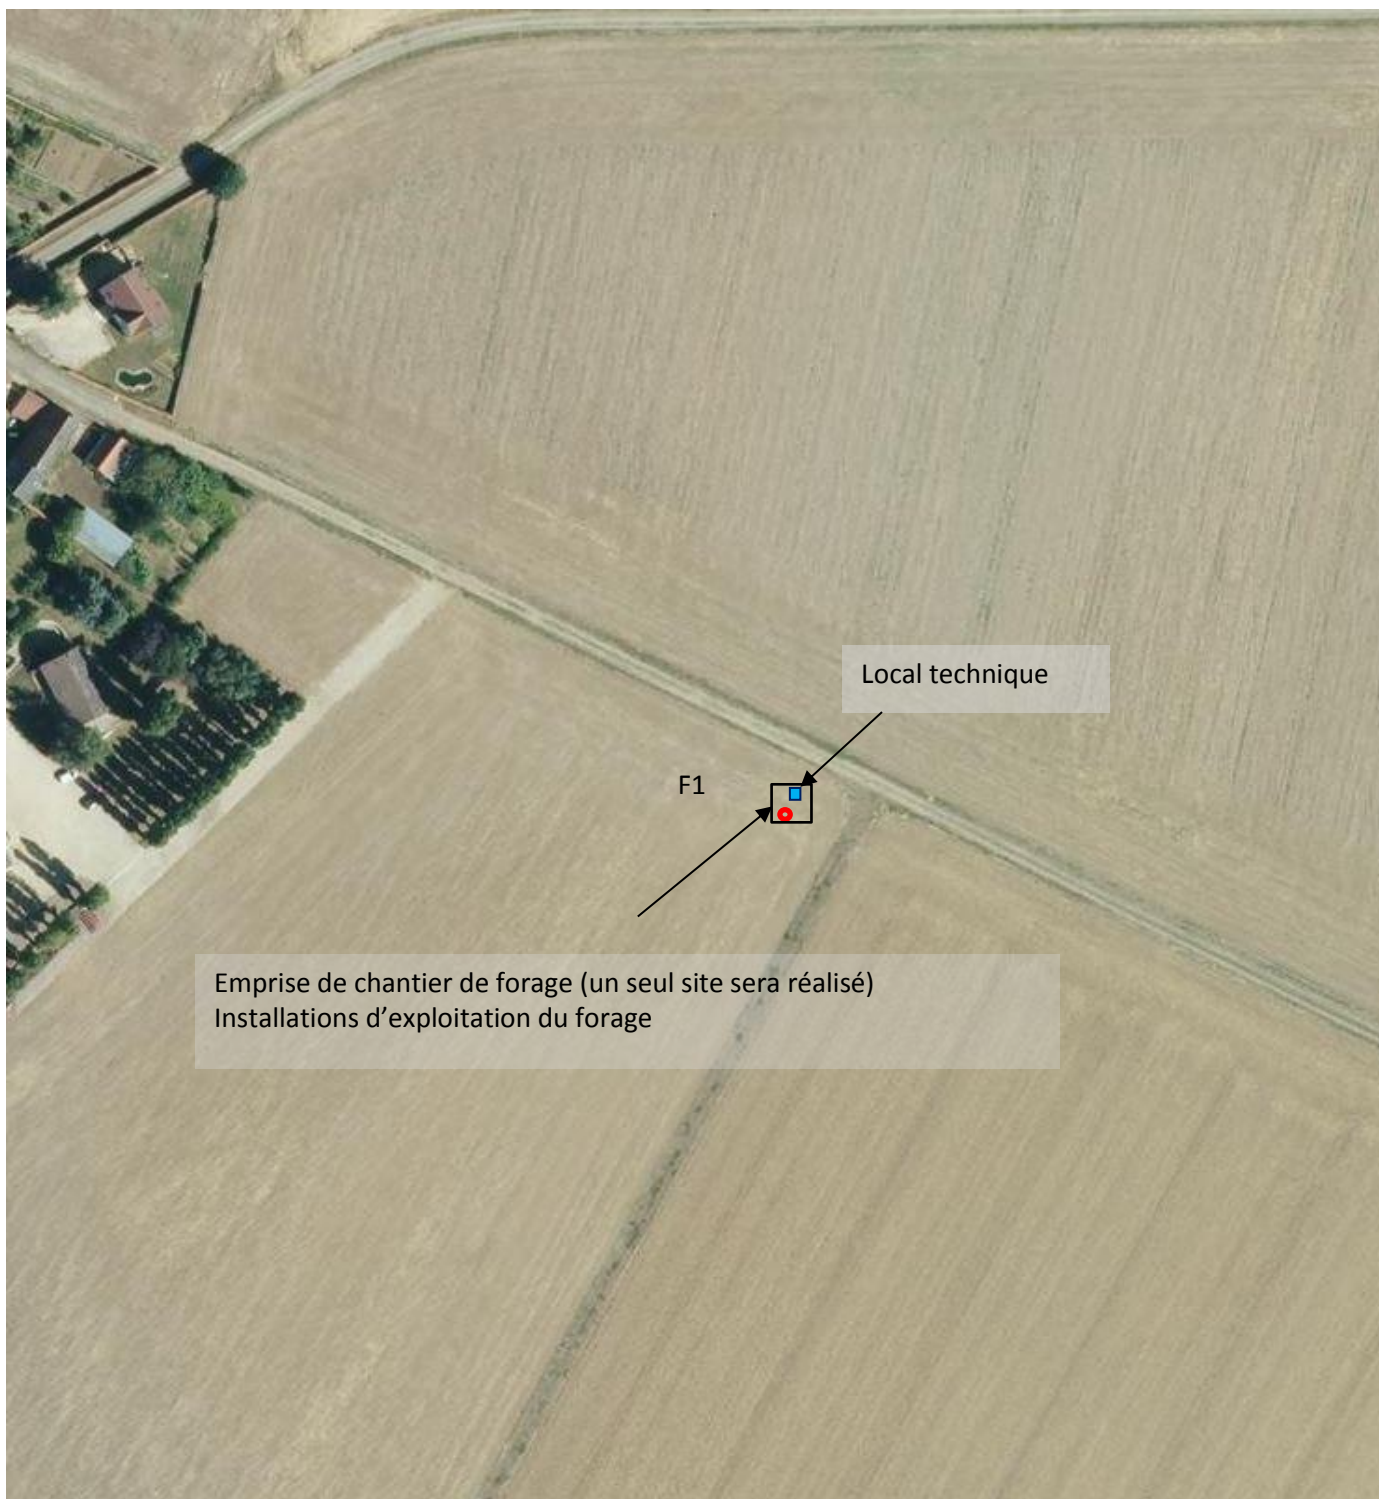 Local technique
F1
Emprise de chantier de forage (un seul site sera réalisé)
Installations d’exploitation du forage